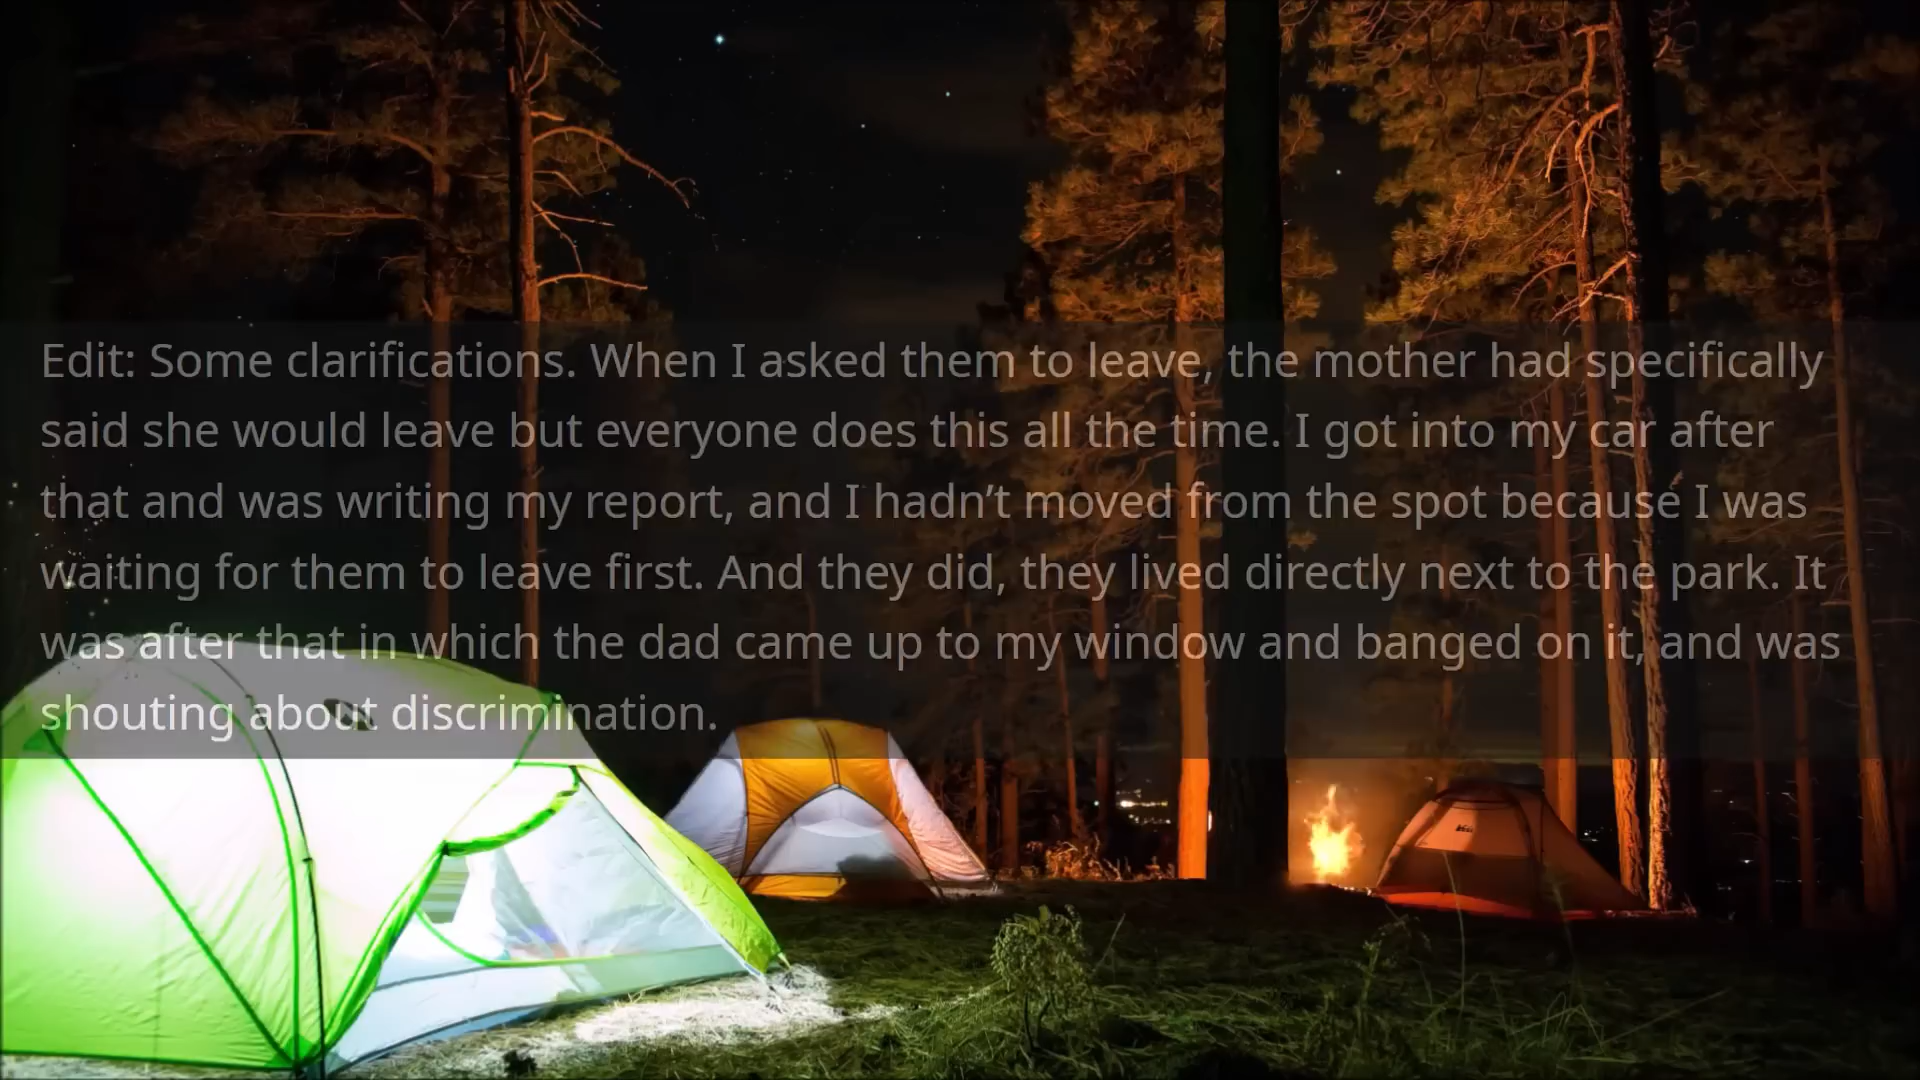 Edit: Some clarifications. When I asked them to leave, the mother had specifically
said she would leave but everyone does this all the time. I got into my car after
that and was writing my report, and I hadn’t moved from the spot because I was
waiting for them to leave first. And they did, they lived directly next to the park. It
was after that in which the dad came up to my window and banged on it, and was
shouting about discrimination.